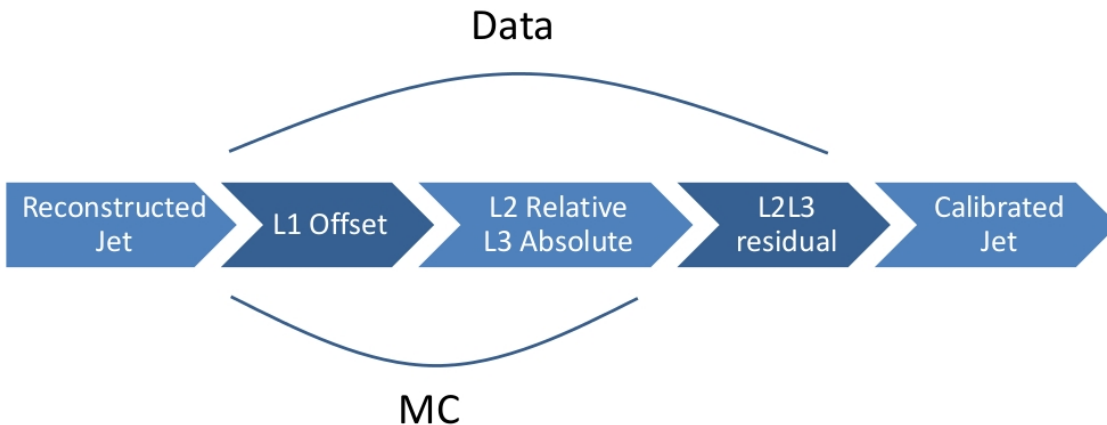 Data
Reconstructed
Jet
L1 Offset
L2 Relative
L3 Absolute
L2L3
residual
Calibrated
Jet
MC